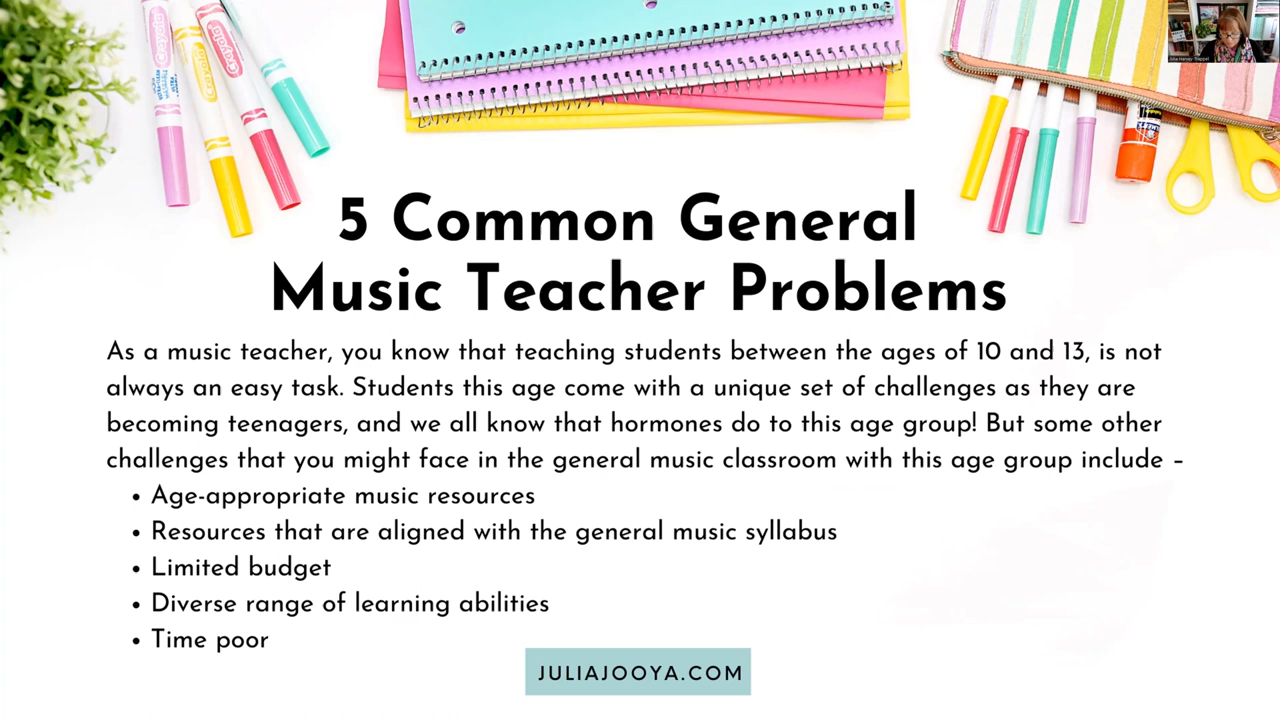 Crayola
Crayola
Crayola
5 Common General
Music Teacher Problems
As a music teacher, you know that teaching students between the ages of 10 and 13, is not
always an easy task. Students this age come with a unique set of challenges as they are
becoming teenagers, and we all know that hormones do to this age group! But some other
challenges that you might face in the general music classroom with this age group include –
• Age-appropriate music resources
• Resources that are aligned with the general music syllabus
• Limited budget
• Diverse range of learning abilities
• Time poor
JULIAJOOYA.COM